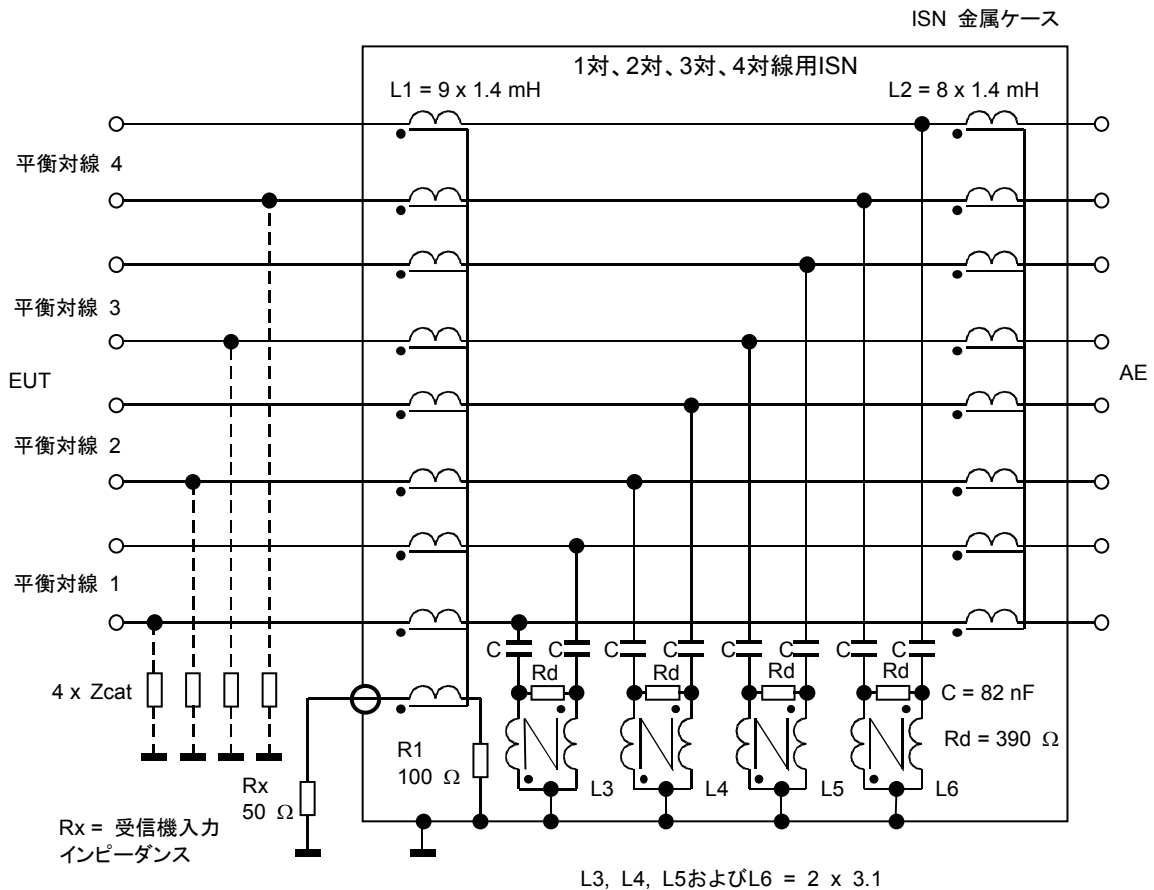 ISN 金属ケース
1対、2対、3対、4対線用ISN
L1 = 9 x 1.4 mH
L2 = 8 x 1.4 mH
平衡対線 4
平衡対線 3
EUT
AE
平衡対線 2
平衡対線 1
C
C
C
C
C
C
C
C
Rd
Rd
Rd
Rd
4 x Zcat
C = 82 nF
Rd = 390 Ω
R1
100 Ω
L3
L4
L5
L6
Rx
50 Ω
Rx = 受信機入力
インピーダンス
L3, L4, L5およびL6 = 2 x 3.1